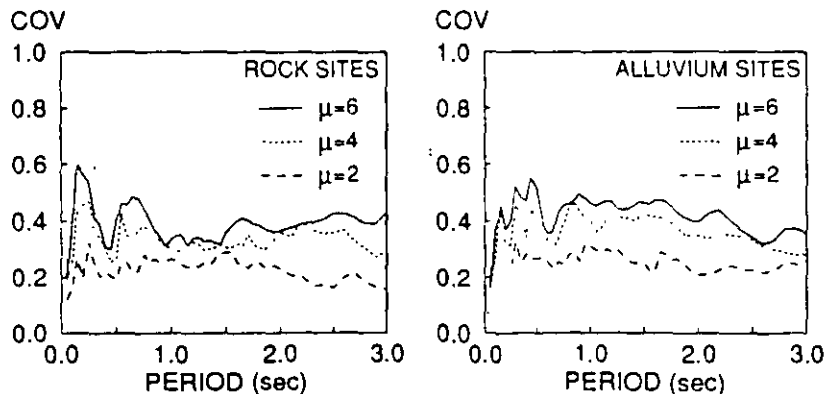 COV
1.0
0.8
0.6
0.4
0.2
0.0
ROCK SITES
μ=6
μ=4
μ=2
0.0 1.0 2.0 3.0
PERIOD (sec)
COV
1.0
0.8
0.6
0.4
0.2
0.0
ALLUVIUM SITES
μ=6
μ=4
μ=2
0.0 1.0 2.0 3.0
PERIOD (sec)